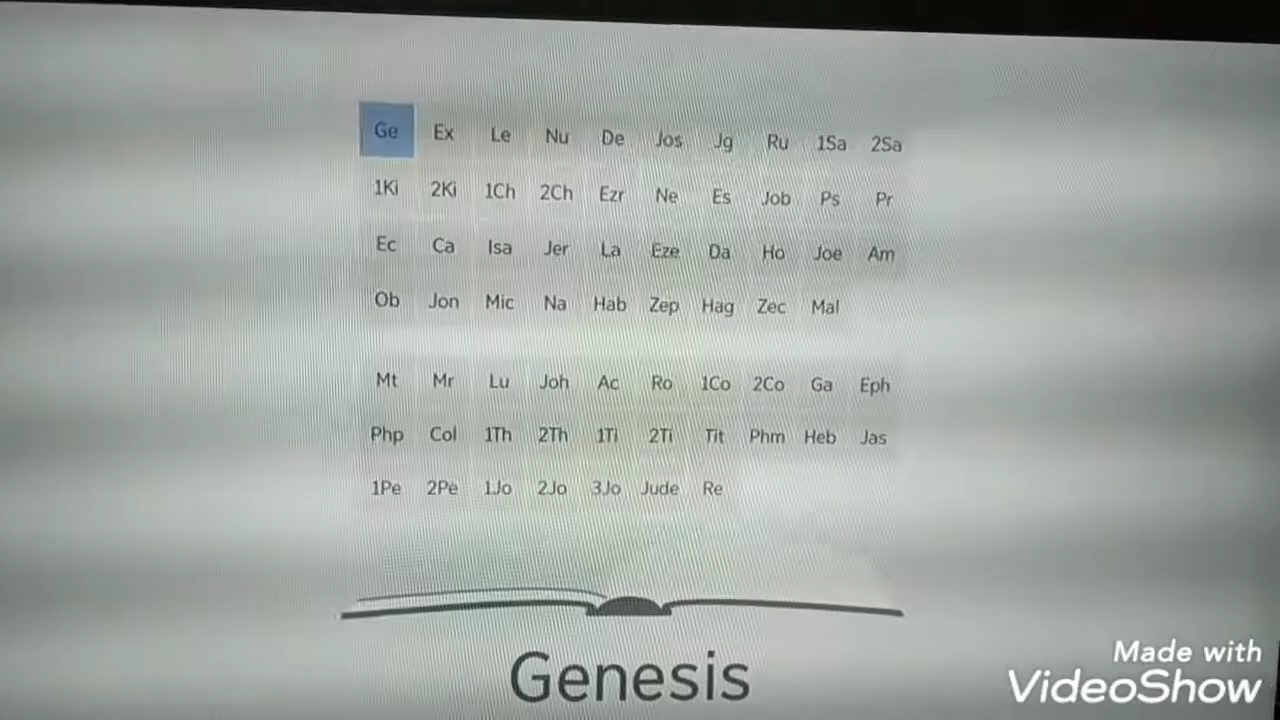 Ge Ex Le Nu De Jos Jg Ru 1Sa 2Sa
1Ki 2Ki 1Ch 2Ch Ezr Ne Es Job Ps Pr
Ec Ca Isa Jer La Eze Da Ho Joe Am
Ob Jon Mic Na Hab Zep Hag Zec Mal
Mt Mr Lu Joh Ac Ro 1Co 2Co Ga Eph
Php Col 1Th 2Th 1Ti 2Ti Tit Phm Heb Jas
1Pe 2Pe 1Jo 2Jo 3Jo Jude Re
Genesis
Made with
VideoShow